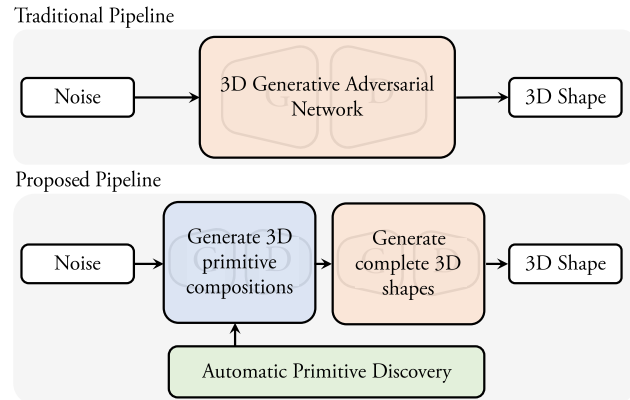 Traditional Pipeline
Noise
3D Generative Adversarial
Network
G
D
3D Shape
Proposed Pipeline
Noise
Generate 3D
primitive
compositions
G
D
Generate
complete 3D
shapes
G
D
3D Shape
Automatic Primitive Discovery